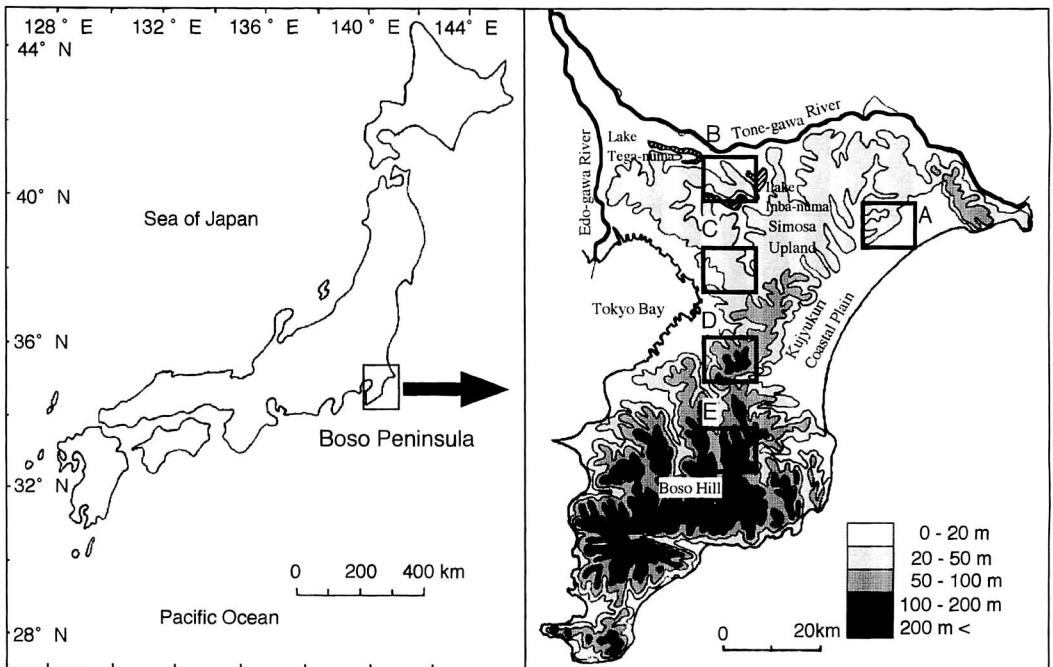 128° E 132° E 136° E 140° E 144° E
44° N
40° N
36° N
32° N
28° N
Sea of Japan
Boso Peninsula
0 200 400 km
Pacific Ocean
B
Tone-gawa River
Lake
Tega-numa
Edo-gawa River
Lake
Inba-numa
A
C
Simosa
Upland
Tokyo Bay
D
Kujyukuri
Coastal Plain
E
Boso Hill
0 - 20 m
20 - 50 m
50 - 100 m
100 - 200 m
200 m <
0 20km